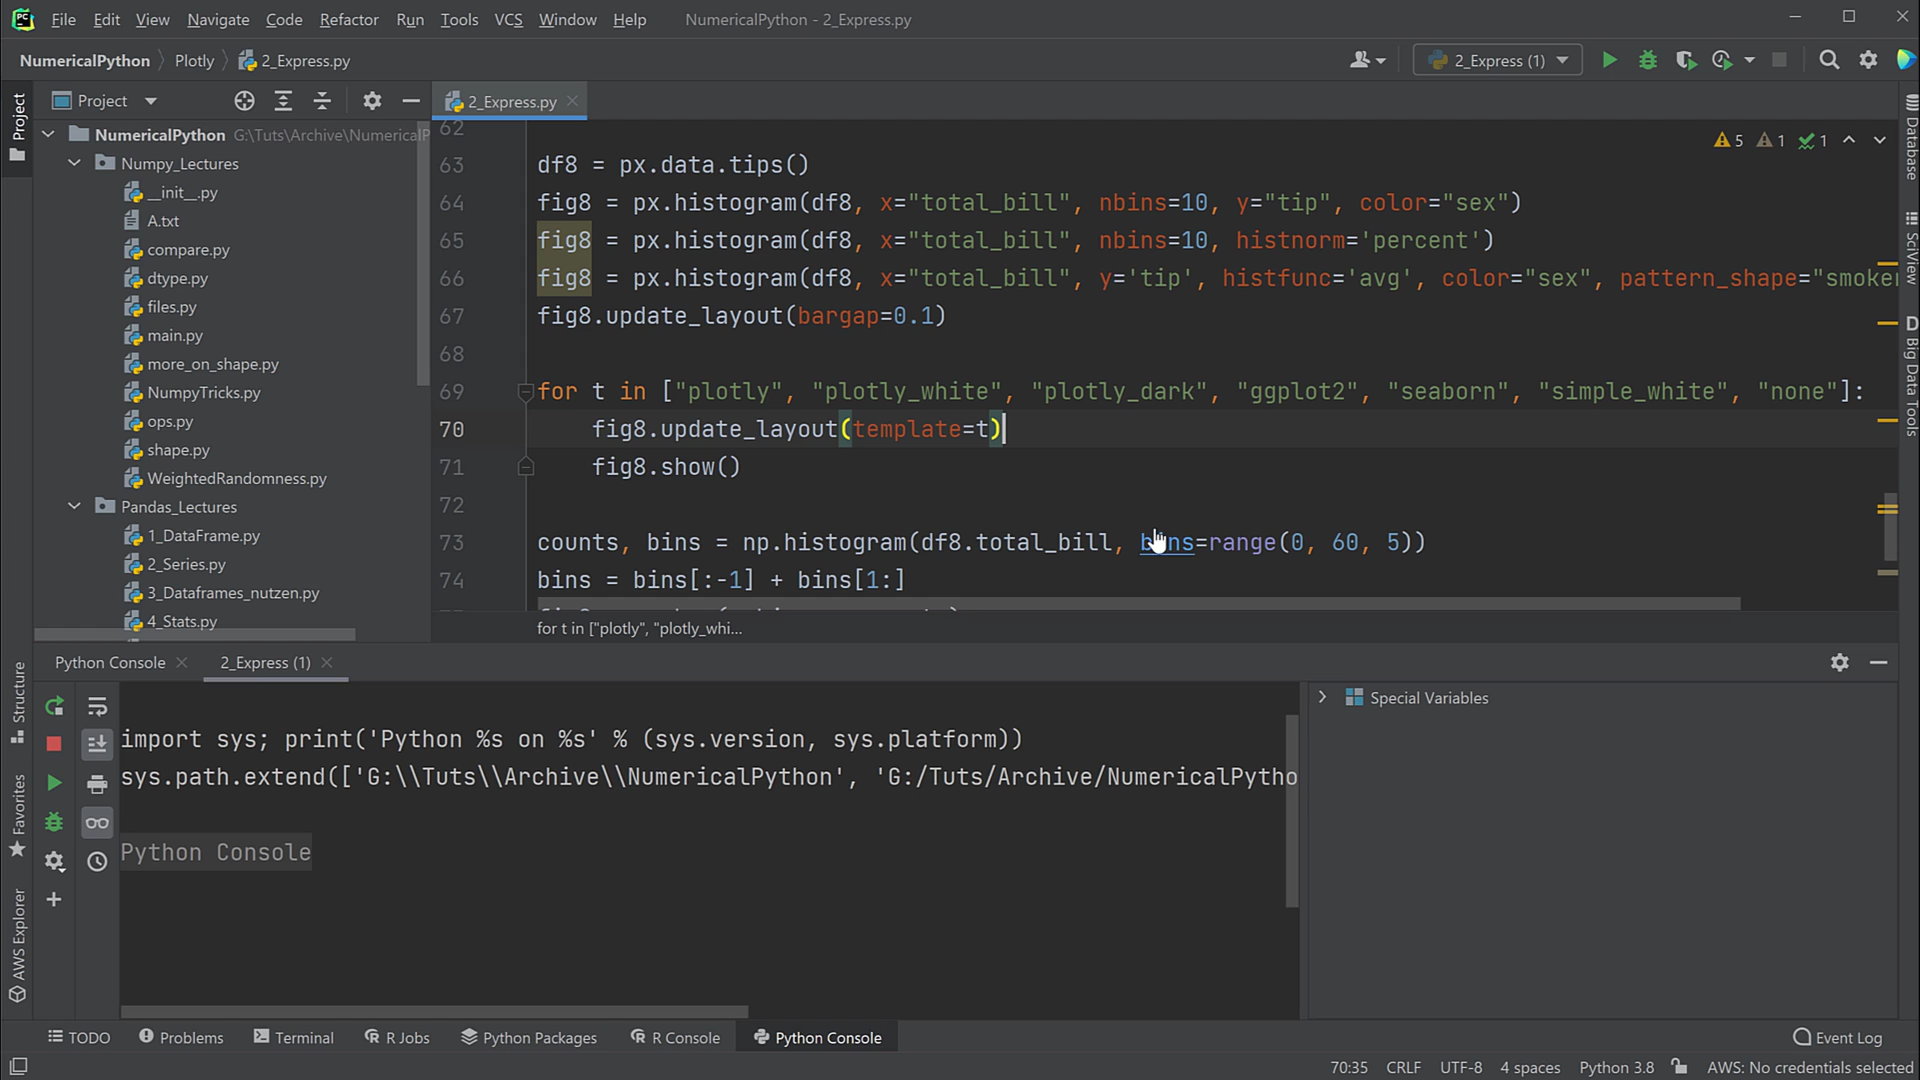 PC File Edit View Navigate Code Refactor Run Tools VCS Window Help NumericalPython - 2_Express.py
NumericalPython Plotly 2_Express.py 2_Express (1)
Project
2_Express.py
NumericalPython G:\Tuts\Archive\NumericalP
Numpy_Lectures
__init__.py
A.txt
compare.py
dtype.py
files.py
main.py
more_on_shape.py
NumpyTricks.py
ops.py
shape.py
WeightedRandomness.py
Pandas_Lectures
1_DataFrame.py
2_Series.py
3_Dataframes_nutzen.py
4_Stats.py
5 1 1
62
63 df8 = px.data.tips()
64 fig8 = px.histogram(df8, x="total_bill", nbins=10, y="tip", color="sex")
65 fig8 = px.histogram(df8, x="total_bill", nbins=10, histnorm='percent')
66 fig8 = px.histogram(df8, x="total_bill", y='tip', histfunc='avg', color="sex", pattern_shape="smoker
67 fig8.update_layout(bargap=0.1)
68
69 for t in ["plotly", "plotly_white", "plotly_dark", "ggplot2", "seaborn", "simple_white", "none"]:
70 fig8.update_layout(template=t)
71 fig8.show()
72
73 counts, bins = np.histogram(df8.total_bill, bins=range(0, 60, 5))
74 bins = bins[:-1] + bins[1:]
for t in ["plotly", "plotly_whi...
Python Console 2_Express (1)
import sys; print('Python %s on %s' % (sys.version, sys.platform))
sys.path.extend(['G:\\Tuts\\Archive\\NumericalPython', 'G:/Tuts/Archive/NumericalPytho
Python Console
Special Variables
Project
Structure
Favorites
AWS Explorer
Database
SciView
D Big Data Tools
TODO Problems Terminal R Jobs Python Packages R Console Python Console Event Log
70:35 CRLF UTF-8 4 spaces Python 3.8 AWS: No credentials selected